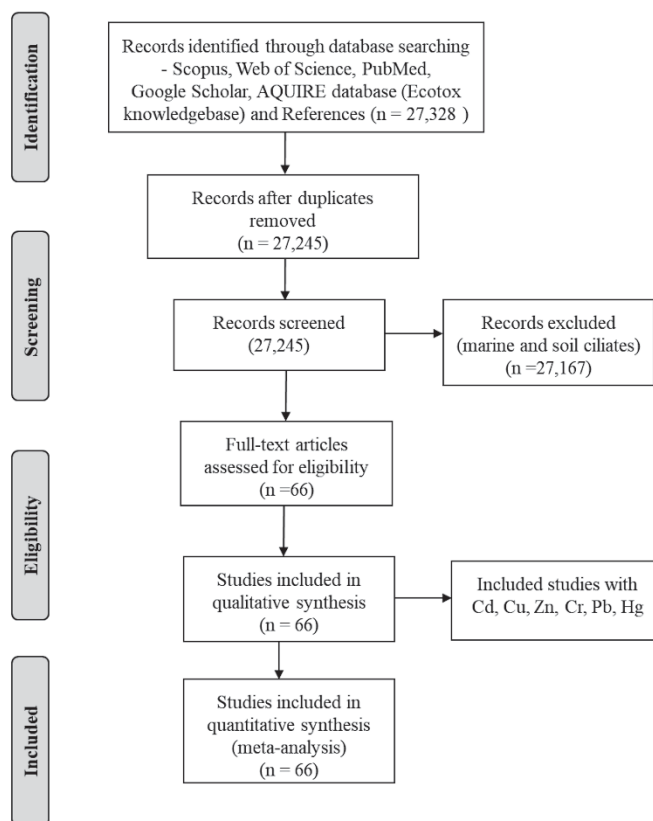 Identification
Records identified through database searching
- Scopus, Web of Science, PubMed,
Google Scholar, AQUIRE database (Ecotox
knowledgebase) and References (n = 27,328 )
Records after duplicates
removed
(n = 27,245)
Screening
Records screened
(27,245)
Records excluded
(marine and soil ciliates)
(n =27,167)
Eligibility
Full-text articles
assessed for eligibility
(n =66)
Studies included in
qualitative synthesis
(n = 66)
Included studies with
Cd, Cu, Zn, Cr, Pb, Hg
Included
Studies included in
quantitative synthesis
(meta-analysis)
(n = 66)